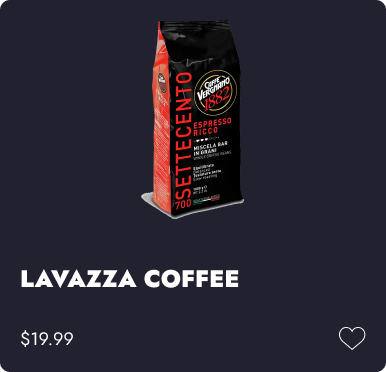 CAFFÈ
VERGNANO
1882
SETTECENTO
700
ESPRESSO
RICCO
MISCELA BAR
IN GRANI
LAVAZZA COFFEE
$19.99